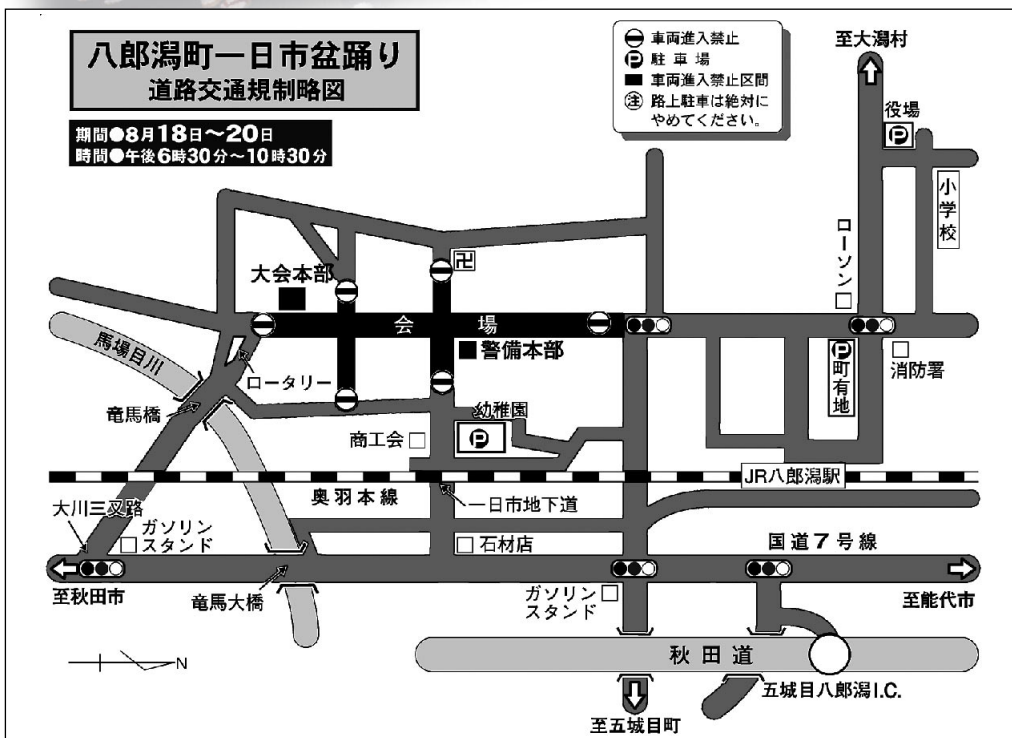 八郎潟町一日市盆踊り
道路交通規制略図
期間●8月18日〜20日
時間●午後6時30分〜10時30分
車両進入禁止
P 駐車場
車両進入禁止区間
注 路上駐車は絶対に
やめてください。
至大潟村
役場
P
小学校
ローソン
卍
大会本部
会場
警備本部
馬場目川
ロータリー
竜馬橋
幼稚園
商工会
P
P
町有地
消防署
JR八郎潟駅
奥羽本線
一日市地下道
大川三叉路
ガソリン
スタンド
石材店
国道7号線
至秋田市
竜馬大橋
ガソリン
スタンド
至能代市
秋田道
N
五城目八郎潟I.C.
至五城目町